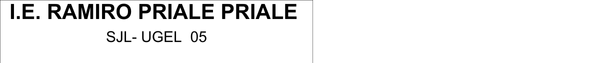 I.E. RAMIRO PRIALE PRIALE
SJL- UGEL  05